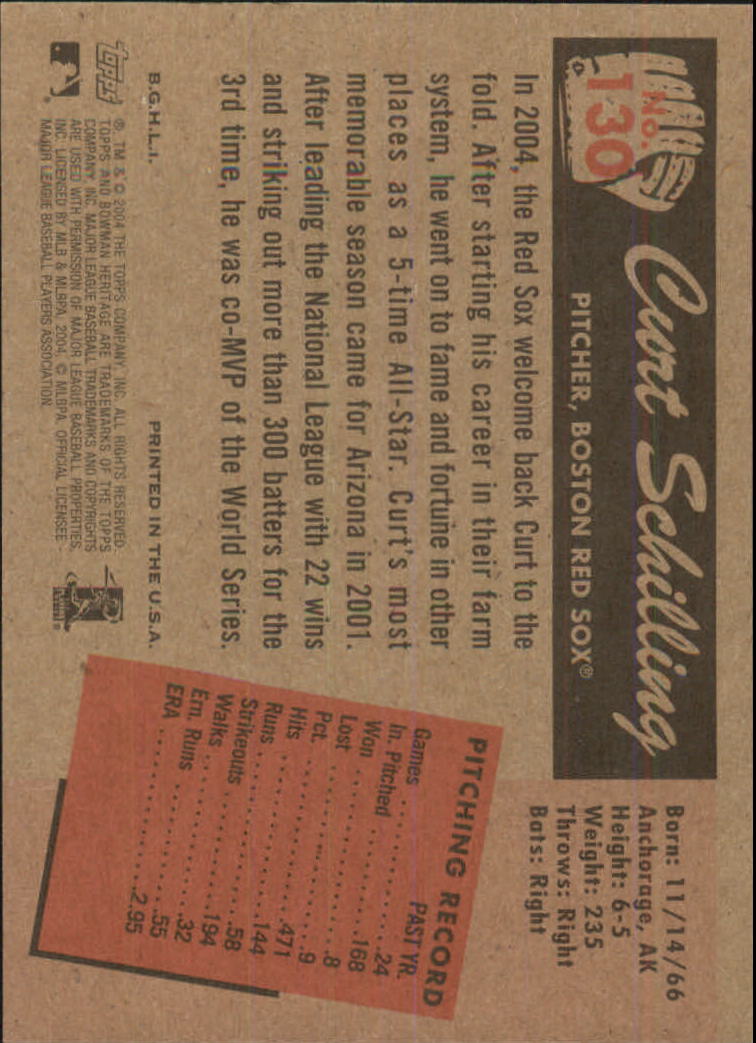 No.
130
Curt Schilling
PITCHER, BOSTON RED SOX®
Born: 11/14/66
Anchorage, AK
Height: 6-5
Weight: 235
Throws: Right
Bats: Right
In 2004, the Red Sox welcome back Curt to the
fold. After starting his career in their farm
system, he went on to fame and fortune in other
places as a 5-time All-Star. Curt's most
memorable season came for Arizona in 2001.
After leading the National League with 22 wins
and striking out more than 300 batters for the
3rd time, he was co-MVP of the World Series.
PITCHING RECORD
PAST YR.
Games ............24
In. Pitched ........168
Won ............8
Lost ............9
Pct. ............471
Hits ............144
Runs ............58
Strikeouts ........194
Walks ............32
Ern. Runs ........55
ERA ............2.95
B.G.H.L.I. PRINTED IN THE U.S.A.
topps
®, TM & © 2004 THE TOPPS COMPANY, INC. ALL RIGHTS RESERVED.
TOPPS AND BOWMAN HERITAGE ARE TRADEMARKS OF THE TOPPS
COMPANY, INC. MAJOR LEAGUE BASEBALL TRADEMARKS AND COPYRIGHTS
ARE USED WITH PERMISSION OF MAJOR LEAGUE BASEBALL PROPERTIES,
INC. LICENSED BY MLB & MLBPA, 2004. © MLBPA. OFFICIAL LICENSEE -
MAJOR LEAGUE BASEBALL PLAYERS ASSOCIATION.